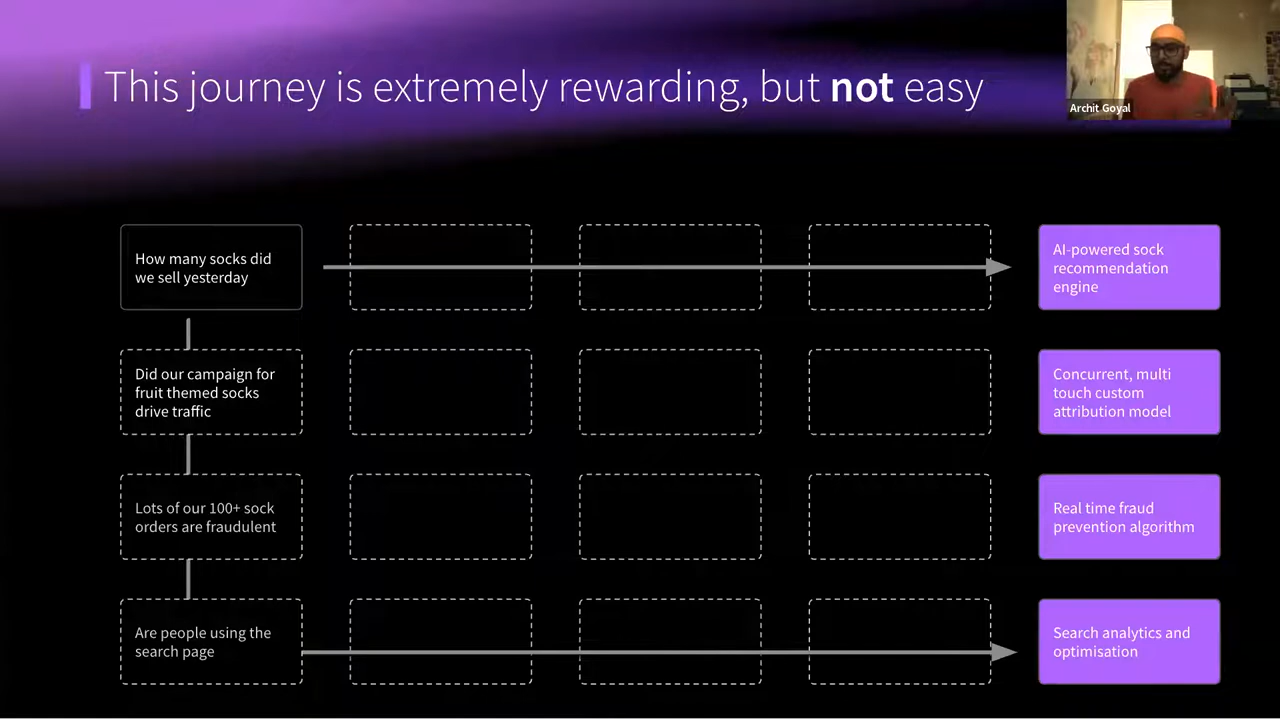 This journey is extremely rewarding, but not easy
Archit Goyal
How many socks did
we sell yesterday
AI-powered sock
recommendation
engine
Did our campaign for
fruit themed socks
drive traffic
Concurrent, multi
touch custom
attribution model
Lots of our 100+ sock
orders are fraudulent
Real time fraud
prevention algorithm
Are people using the
search page
Search analytics and
optimisation